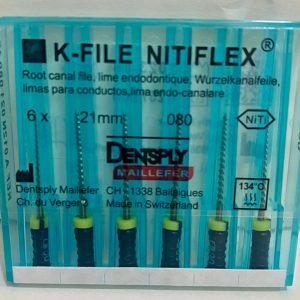 K-FILE NITIFLEX®
Root canal file, lime endodontique, Wurzelkanalfeile,
limas para conductos, lima endo-canalare
6 x 21mm 080
NiTi
DENTSPLY
MAILLEFER
Dentsply Maillefer CH - 1338 Ballaigues
Ch. du Verger Made in Switzerland
134°C